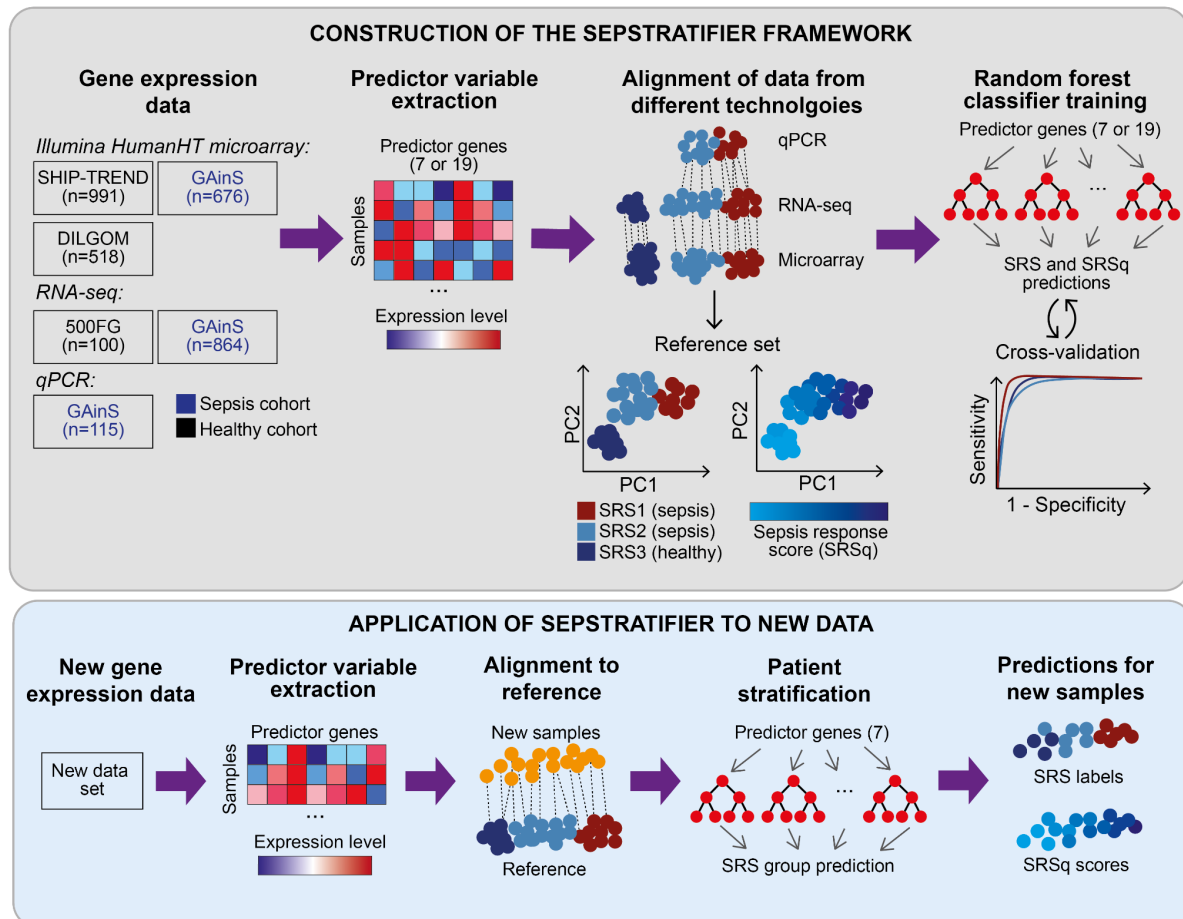 CONSTRUCTION OF THE SEPSTRATIFIER FRAMEWORK
Gene expression
data
Illumina HumanHT microarray:
SHIP-TREND
(n=991)
GAinS
(n=676)
DILGOM
(n=518)
RNA-seq:
500FG
(n=100)
GAinS
(n=864)
qPCR:
GAinS
(n=115)
Sepsis cohort
Healthy cohort
Predictor variable
extraction
Predictor genes
(7 or 19)
Samples
...
Expression level
Alignment of data from
different technolgoies
qPCR
RNA-seq
Microarray
Reference set
PC2
PC1
PC2
PC1
SRS1 (sepsis)
SRS2 (sepsis)
SRS3 (healthy)
Sepsis response
score (SRSq)
Random forest
classifier training
Predictor genes (7 or 19)
...
SRS and SRSq
predictions
Cross-validation
Sensitivity
1 - Specificity
APPLICATION OF SEPSTRATIFIER TO NEW DATA
New gene
expression data
New data
set
Predictor variable
extraction
Predictor genes
Samples
...
Expression level
Alignment to
reference
New samples
Reference
Patient
stratification
Predictor genes (7)
...
SRS group prediction
Predictions for
new samples
SRS labels
SRSq scores